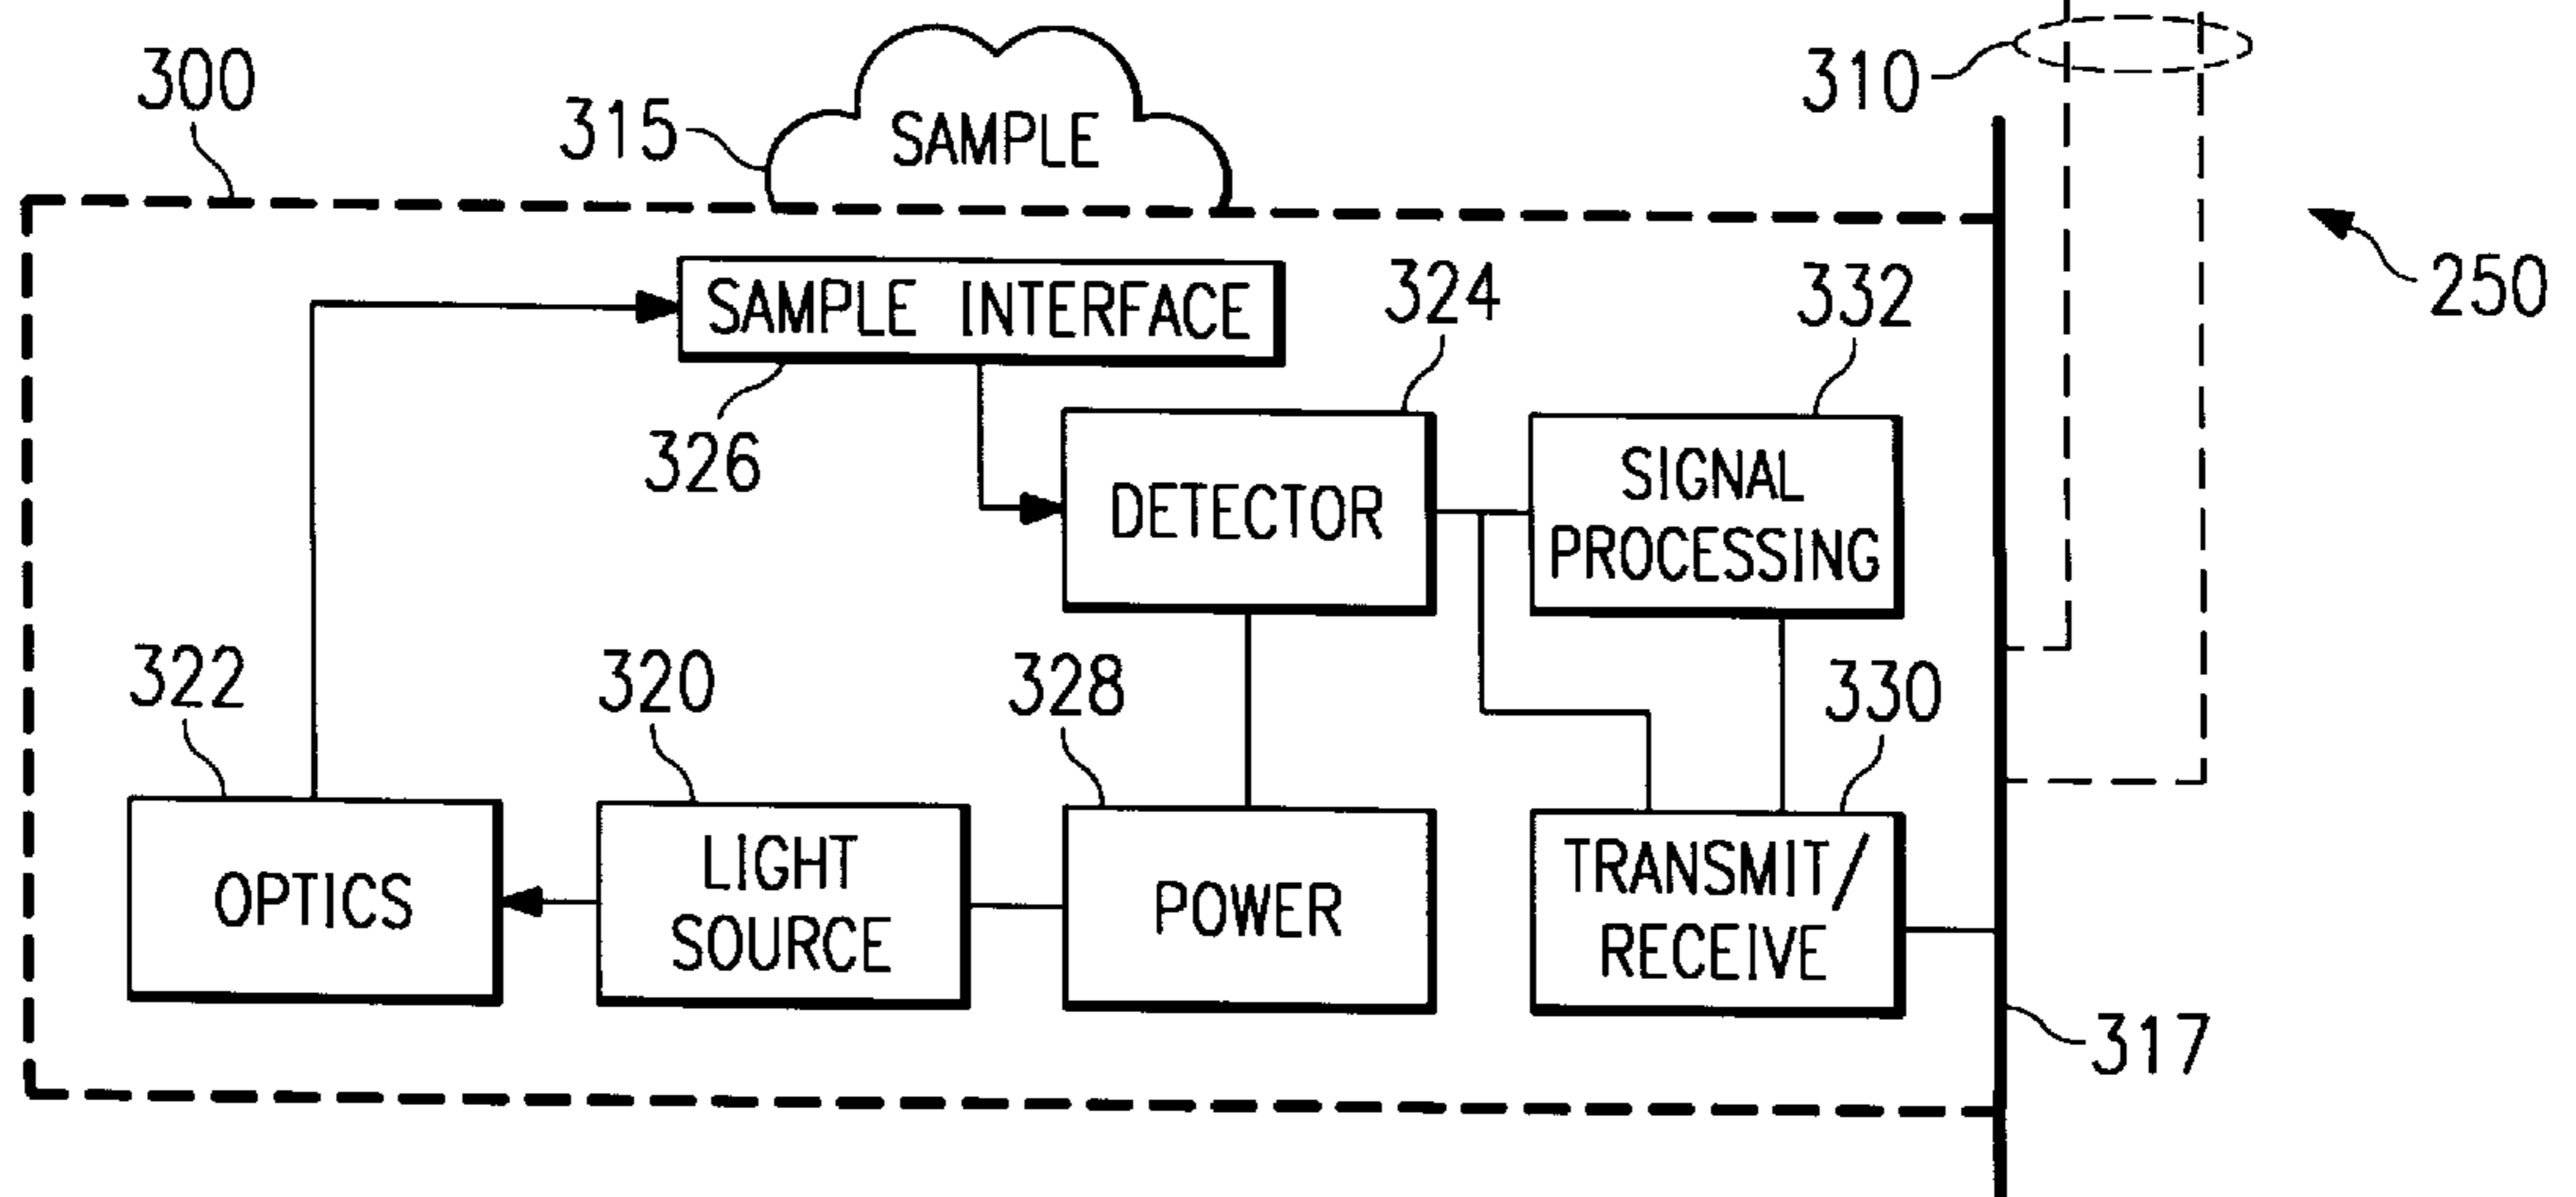 300
315
SAMPLE
310
250
SAMPLE INTERFACE
324
332
326
DETECTOR
SIGNAL
PROCESSING
322
320
328
330
OPTICS
LIGHT
SOURCE
POWER
TRANSMIT/
RECEIVE
317